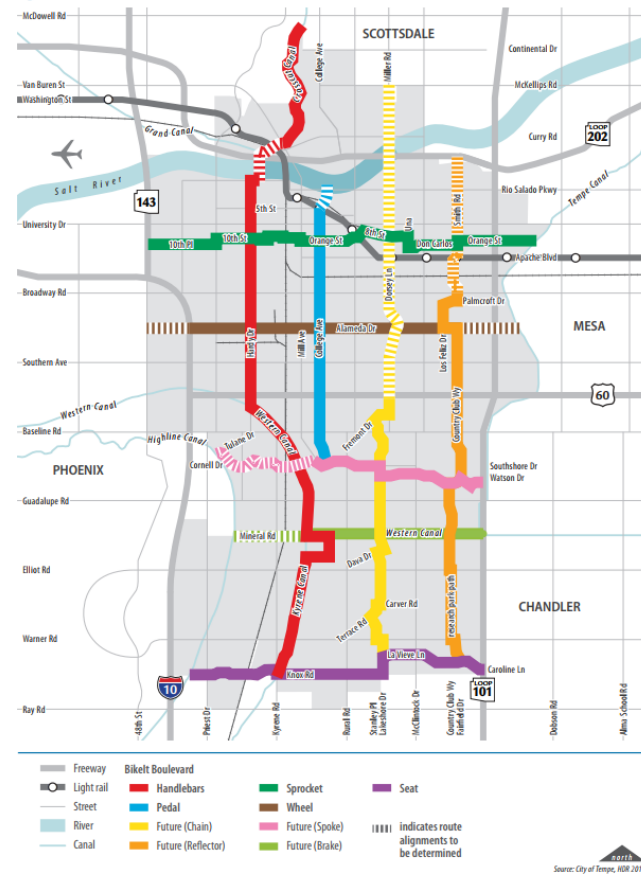 McDowell Rd
SCOTTSDALE
Continental Dr
College Ave
Miller Rd
Crosscut Canal
Van Buren St
McKellips Rd
Washington St
Grand Canal
Curry Rd
LOOP
202
Salt River
143
Rio Salado Pkwy
Tempe Canal
Smith Rd
5th St
University Dr
Una
8th St
10th Pl
10th St
Orange St
Don Carlos
Orange St
Apache Blvd
Broadway Rd
Dorsey Ln
Palmcroft Dr
Alameda Dr
MESA
Hardy Dr
Mill Ave
College Ave
Los Feliz Dr
Southern Ave
60
Western Canal
Country Club Wy
Baseline Rd
Western Canal
Fremont Dr
Highline Canal
Tulane Dr
Cornell Dr
PHOENIX
Southshore Dr
Watson Dr
Guadalupe Rd
Mineral Rd
Western Canal
Dava Dr
Elliot Rd
Kyrene Canal
research park path
Carver Rd
CHANDLER
Terrace Rd
Warner Rd
La Vieve Ln
Knox Rd
Caroline Ln
10
LOOP
101
Ray Rd
48th St
Priest Dr
Kyrene Rd
Rural Rd
Stanley Pl
Lakeshore Dr
McClintock Dr
Country Club Wy
Fairfield Dr
Dobson Rd
Alma School Rd
Freeway
BikeIt Boulevard
Light rail
Handlebars
Sprocket
Seat
Street
Pedal
Wheel
River
Future (Chain)
Future (Spoke)
indicates route
alignments to
be determined
Canal
Future (Reflector)
Future (Brake)
north
Source: City of Tempe, HDR 201